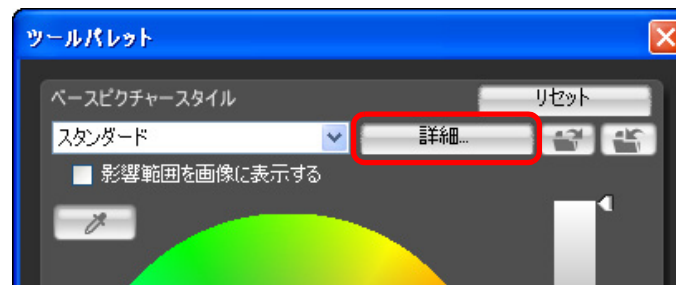 ツールパレット
ベースピクチャースタイル
リセット
スタンダード
詳細...
影響範囲を画像に表示する